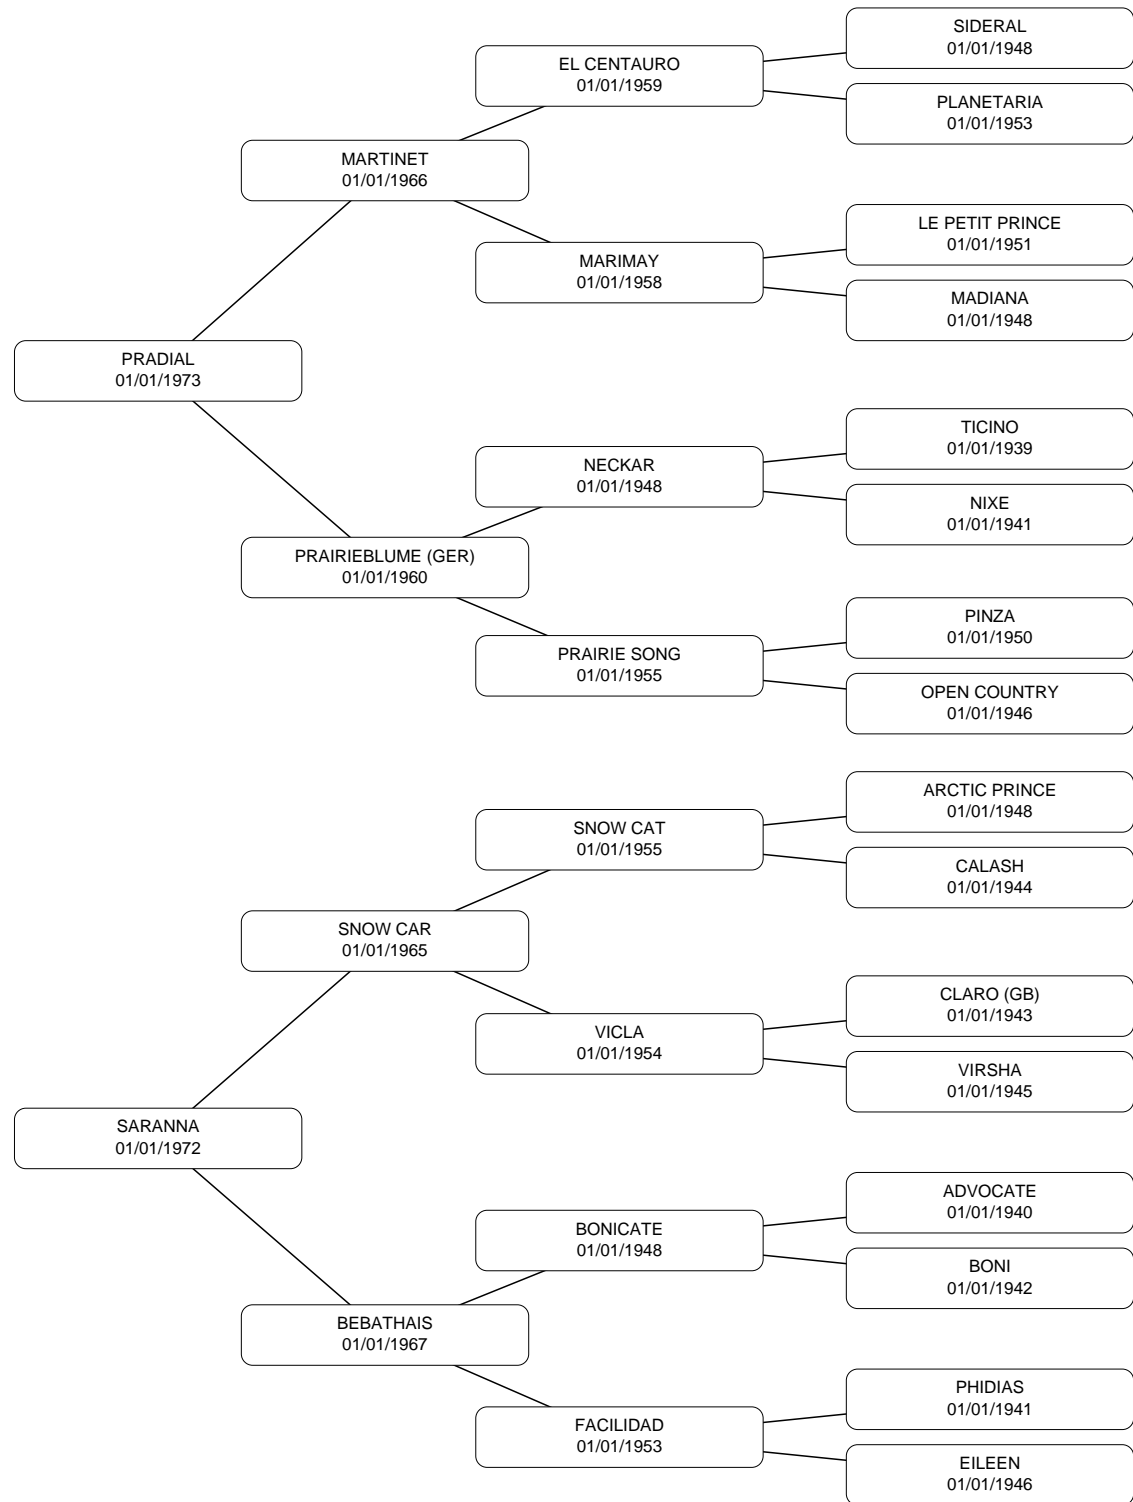 SIDERAL
01/01/1948
EL CENTAURO
01/01/1959
PLANETARIA
01/01/1953
MARTINET
01/01/1966
LE PETIT PRINCE
01/01/1951
MARIMAY
01/01/1958
MADIANA
01/01/1948
PRADIAL
01/01/1973
TICINO
01/01/1939
NECKAR
01/01/1948
NIXE
01/01/1941
PRAIRIEBLUME (GER)
01/01/1960
PINZA
01/01/1950
PRAIRIE SONG
01/01/1955
OPEN COUNTRY
01/01/1946
ARCTIC PRINCE
01/01/1948
SNOW CAT
01/01/1955
CALASH
01/01/1944
SNOW CAR
01/01/1965
CLARO (GB)
01/01/1943
VICLA
01/01/1954
VIRSHA
01/01/1945
SARANNA
01/01/1972
ADVOCATE
01/01/1940
BONICATE
01/01/1948
BONI
01/01/1942
BEBATHAIS
01/01/1967
PHIDIAS
01/01/1941
FACILIDAD
01/01/1953
EILEEN
01/01/1946